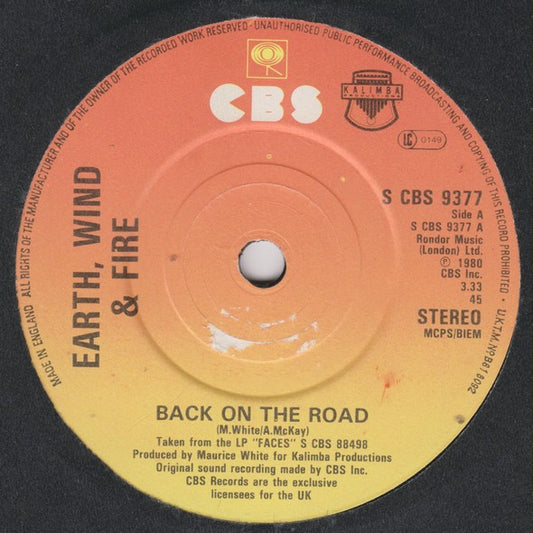 ALL RIGHTS OF THE MANUFACTURER AND OF THE OWNER OF THE RECORDED WORK RESERVED - UNAUTHORISED PUBLIC PERFORMANCE BROADCASTING AND COPYING OF THIS RECORD PROHIBITED • U.K.T.M.Nº.B618092
MADE IN ENGLAND
CBS
KALIMBA
PRODUCTIONS
LC 0149
EARTH, WIND
& FIRE
S CBS 9377
Side A
S CBS 9377 A
Rondor Music
(London) Ltd.
℗ 1980
CBS Inc.
3.33
45
STEREO
MCPS/BIEM
BACK ON THE ROAD
(M.White/A.McKay)
Taken from the LP "FACES" S CBS 88498
Produced by Maurice White for Kalimba Productions
Original sound recording made by CBS Inc.
CBS Records are the exclusive
licensees for the UK